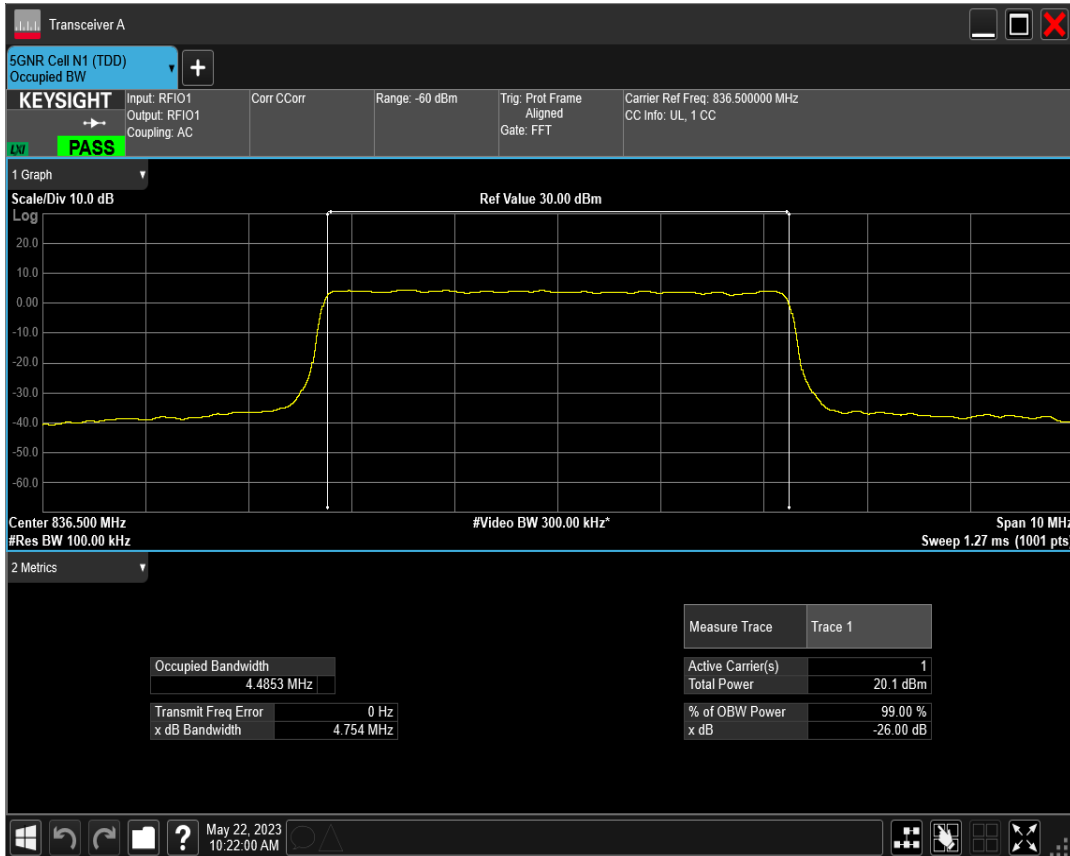 Transceiver A
5GNR Cell N1 (TDD)
Occupied BW
+
KEYSIGHT
LXI
PASS
Input: RFIO1
Output: RFIO1
Coupling: AC
Corr CCorr
Range: -60 dBm
Trig: Prot Frame
Aligned
Gate: FFT
Carrier Ref Freq: 836.500000 MHz
CC Info: UL, 1 CC
1 Graph
Scale/Div 10.0 dB
Ref Value 30.00 dBm
Log
20.0
10.0
0.00
-10.0
-20.0
-30.0
-40.0
-50.0
-60.0
Center 836.500 MHz
#Video BW 300.00 kHz*
Span 10 MHz
#Res BW 100.00 kHz
Sweep 1.27 ms (1001 pts)
2 Metrics
Measure Trace Trace 1
Occupied Bandwidth
4.4853 MHz
Active Carrier(s) 1
Total Power 20.1 dBm
Transmit Freq Error 0 Hz
x dB Bandwidth 4.754 MHz
% of OBW Power 99.00 %
x dB -26.00 dB
?
May 22, 2023
10:22:00 AM